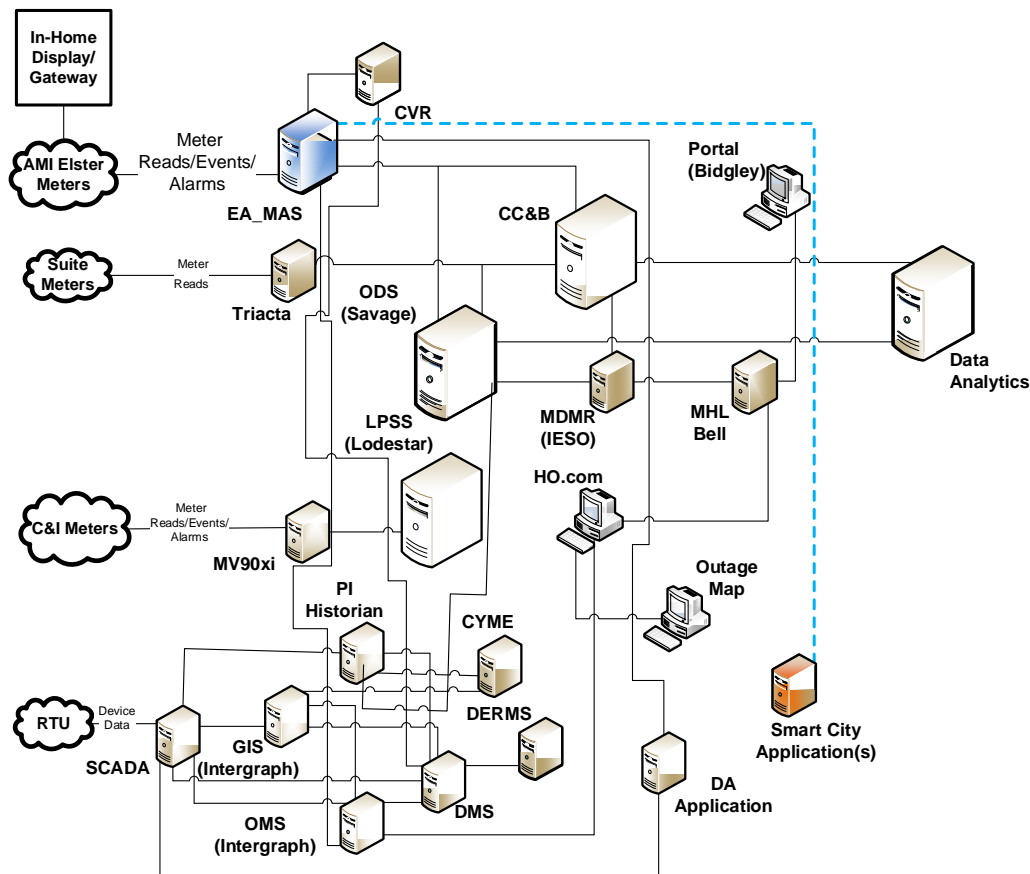 In-Home
Display/
Gateway
CVR
AMI Elster
Meters
Meter
Reads/Events/
Alarms
EA_MAS
Portal
(Bidgley)
CC&B
Suite
Meters
Meter
Reads
Triacta
ODS
(Savage)
Data
Analytics
LPSS
(Lodestar)
MDMR
(IESO)
MHL
Bell
HO.com
C&I Meters
Meter
Reads/Events/
Alarms
MV90xi
Outage
Map
PI
Historian
CYME
RTU
Device
Data
SCADA
GIS
(Intergraph)
DERMS
Smart City
Application(s)
DMS
DA
Application
OMS
(Intergraph)